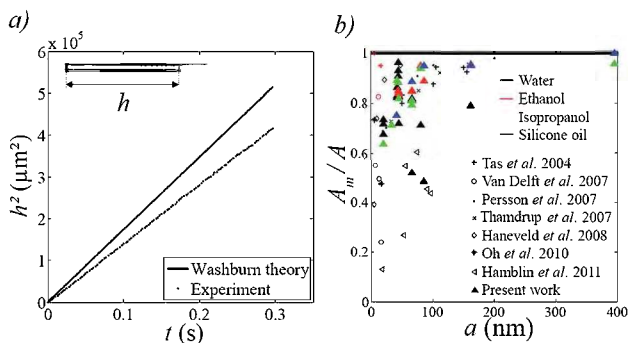 a)
6 x 10⁵
5
4
3
2
1
0
h² (µm²)
h
Washburn theory
Experiment
0
0.1
0.2
0.3
t (s)
b)
1
0.8
0.6
0.4
0.2
0
Aₘ / A
Water
Ethanol
Isopropanol
Silicone oil
Tas et al. 2004
Van Delft et al. 2007
Persson et al. 2007
Thamdrup et al. 2007
Haneveld et al. 2008
Oh et al. 2010
Hamblin et al. 2011
Present work
0
100
200
300
400
a (nm)